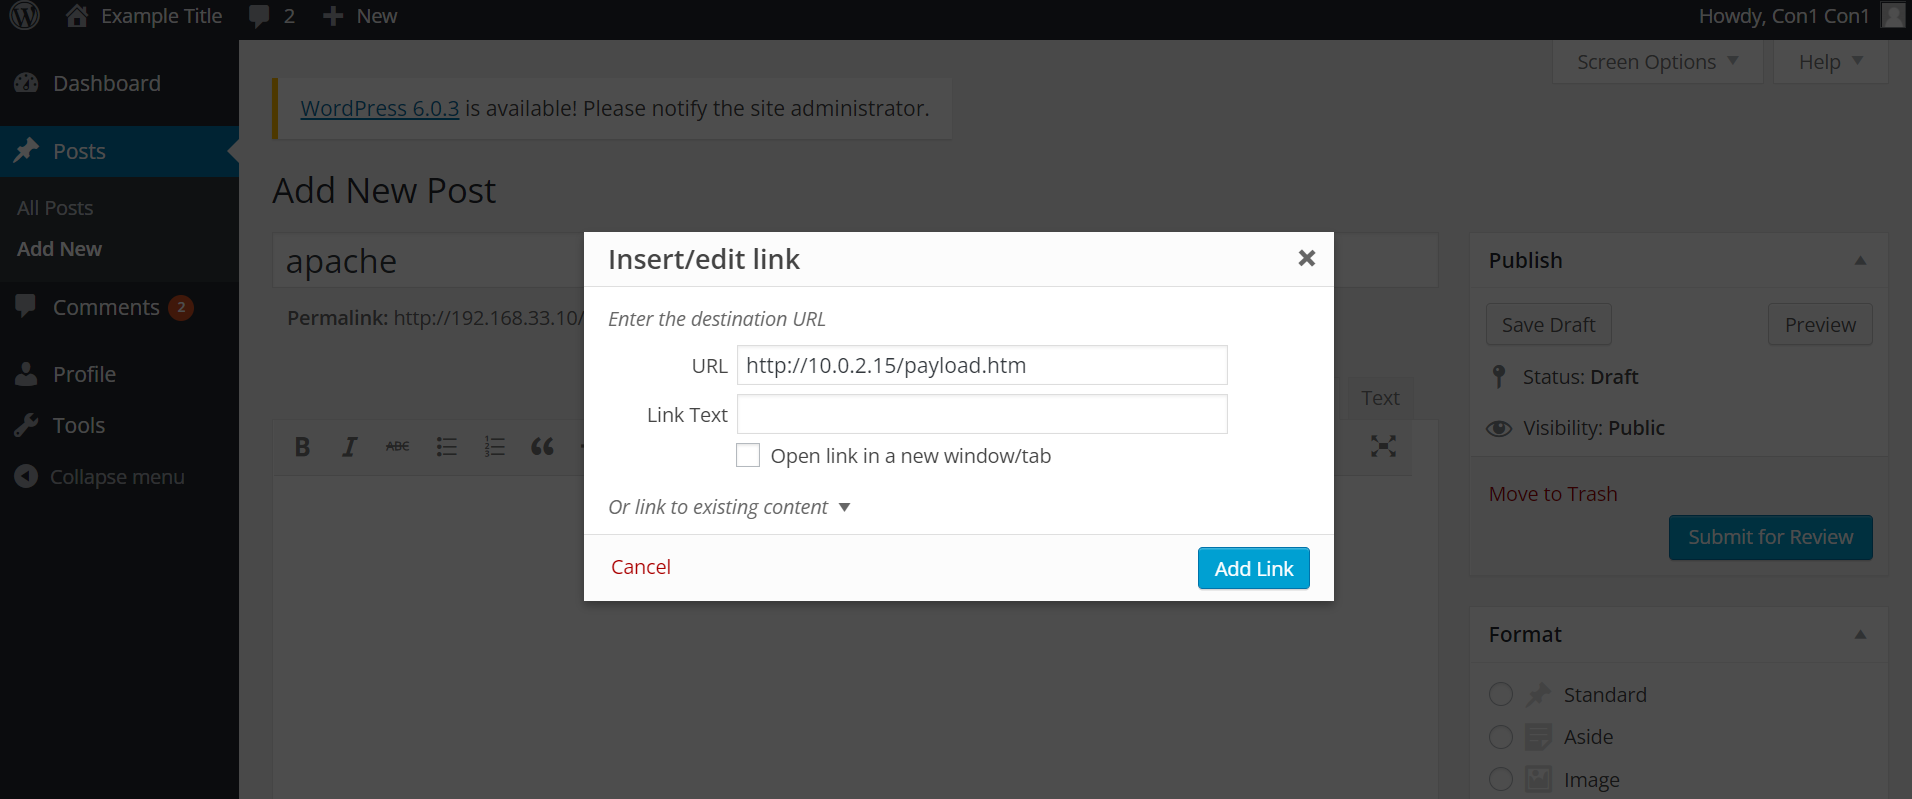 Example Title 2 New Howdy, Con1 Con1
Dashboard
Posts
All Posts
Add New
Comments 2
Profile
Tools
Collapse menu
Screen Options Help
WordPress 6.0.3 is available! Please notify the site administrator.
Add New Post
apache
Permalink: http://192.168.33.10/
Text
B I ABC
Insert/edit link
Enter the destination URL
URL http://10.0.2.15/payload.htm
Link Text
Open link in a new window/tab
Or link to existing content
Cancel Add Link
Publish
Save Draft Preview
Status: Draft
Visibility: Public
Move to Trash
Submit for Review
Format
Standard
Aside
Image